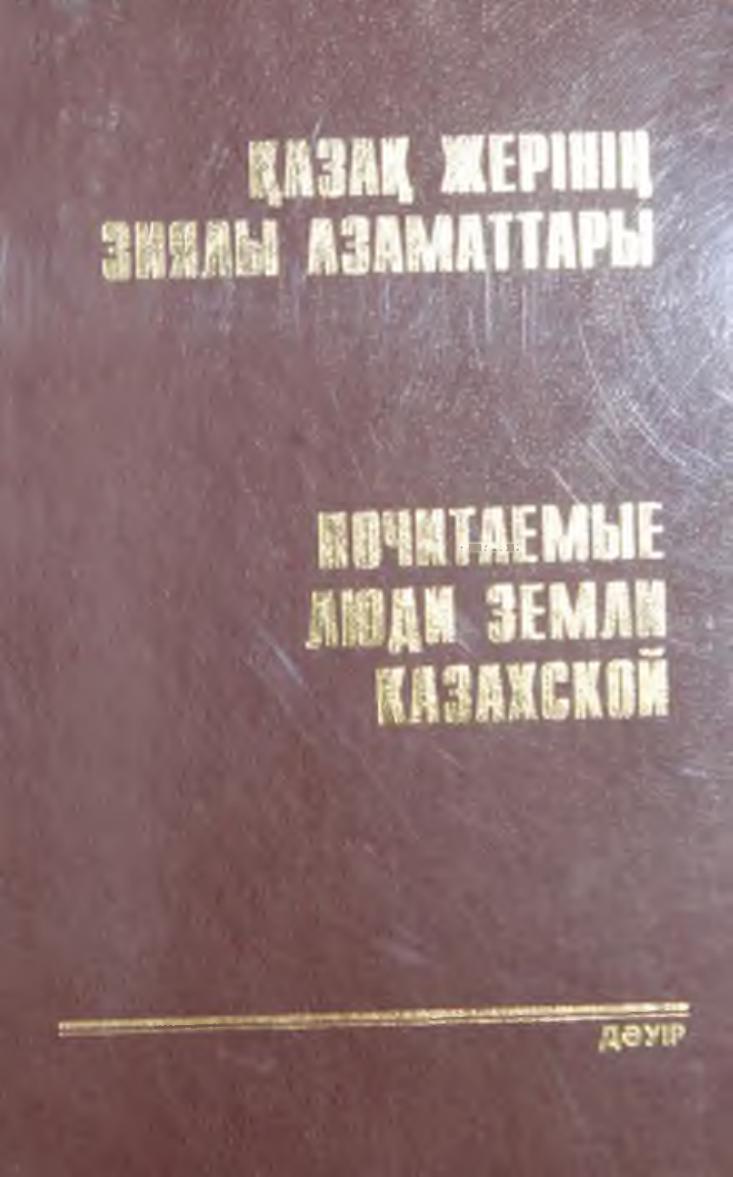 ҚАЗАҚ ЖЕРІНІҢ
ЗИЯЛЫ АЗАМАТТАРЫ
ПОЧИТАЕМЫЕ
ЛЮДИ ЗЕМЛИ
КАЗАХСКОЙ
ДӘУІР